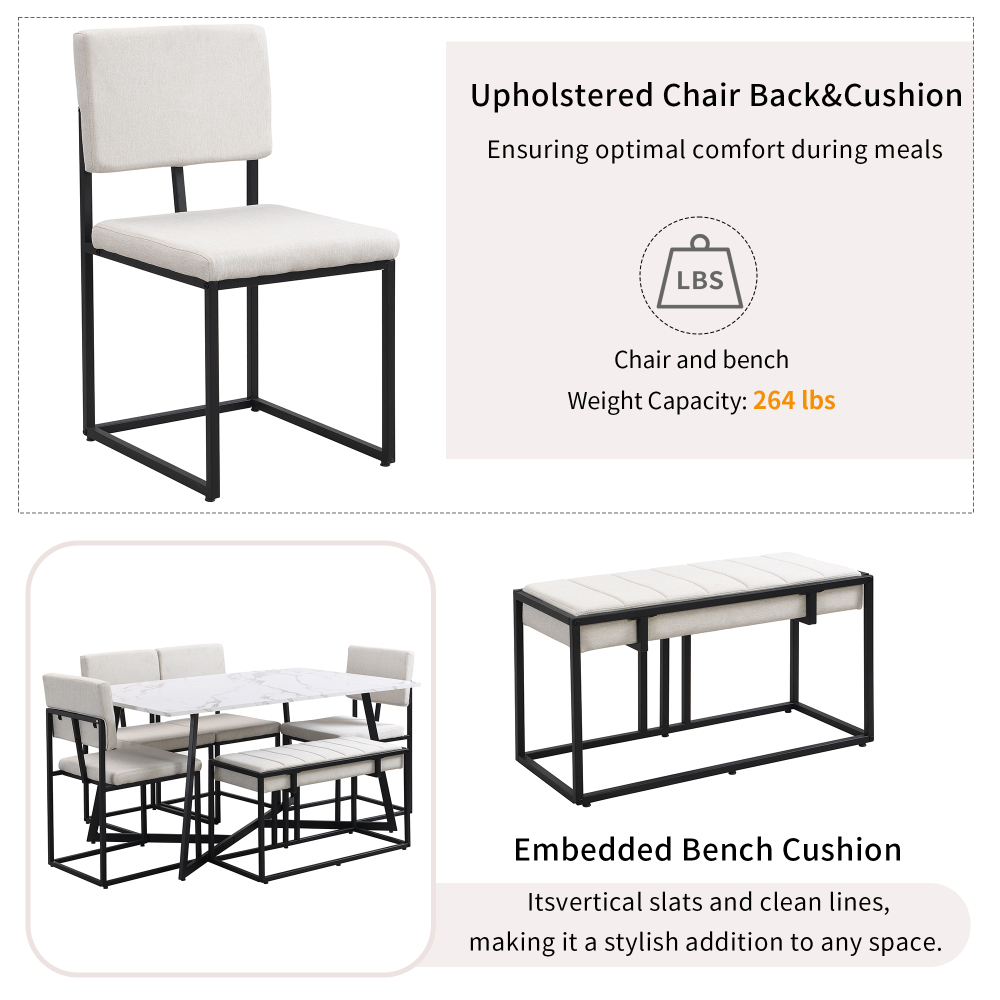 Upholstered Chair Back&Cushion
Ensuring optimal comfort during meals
LBS
Chair and bench
Weight Capacity: 264 lbs
Embedded Bench Cushion
Itsvertical slats and clean lines,
making it a stylish addition to any space.